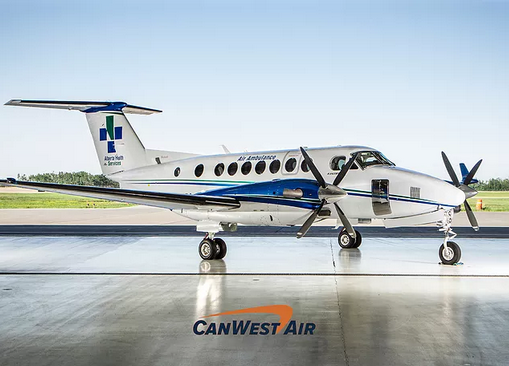 Alberta Health
Services
Air Ambulance
CANWEST AIR